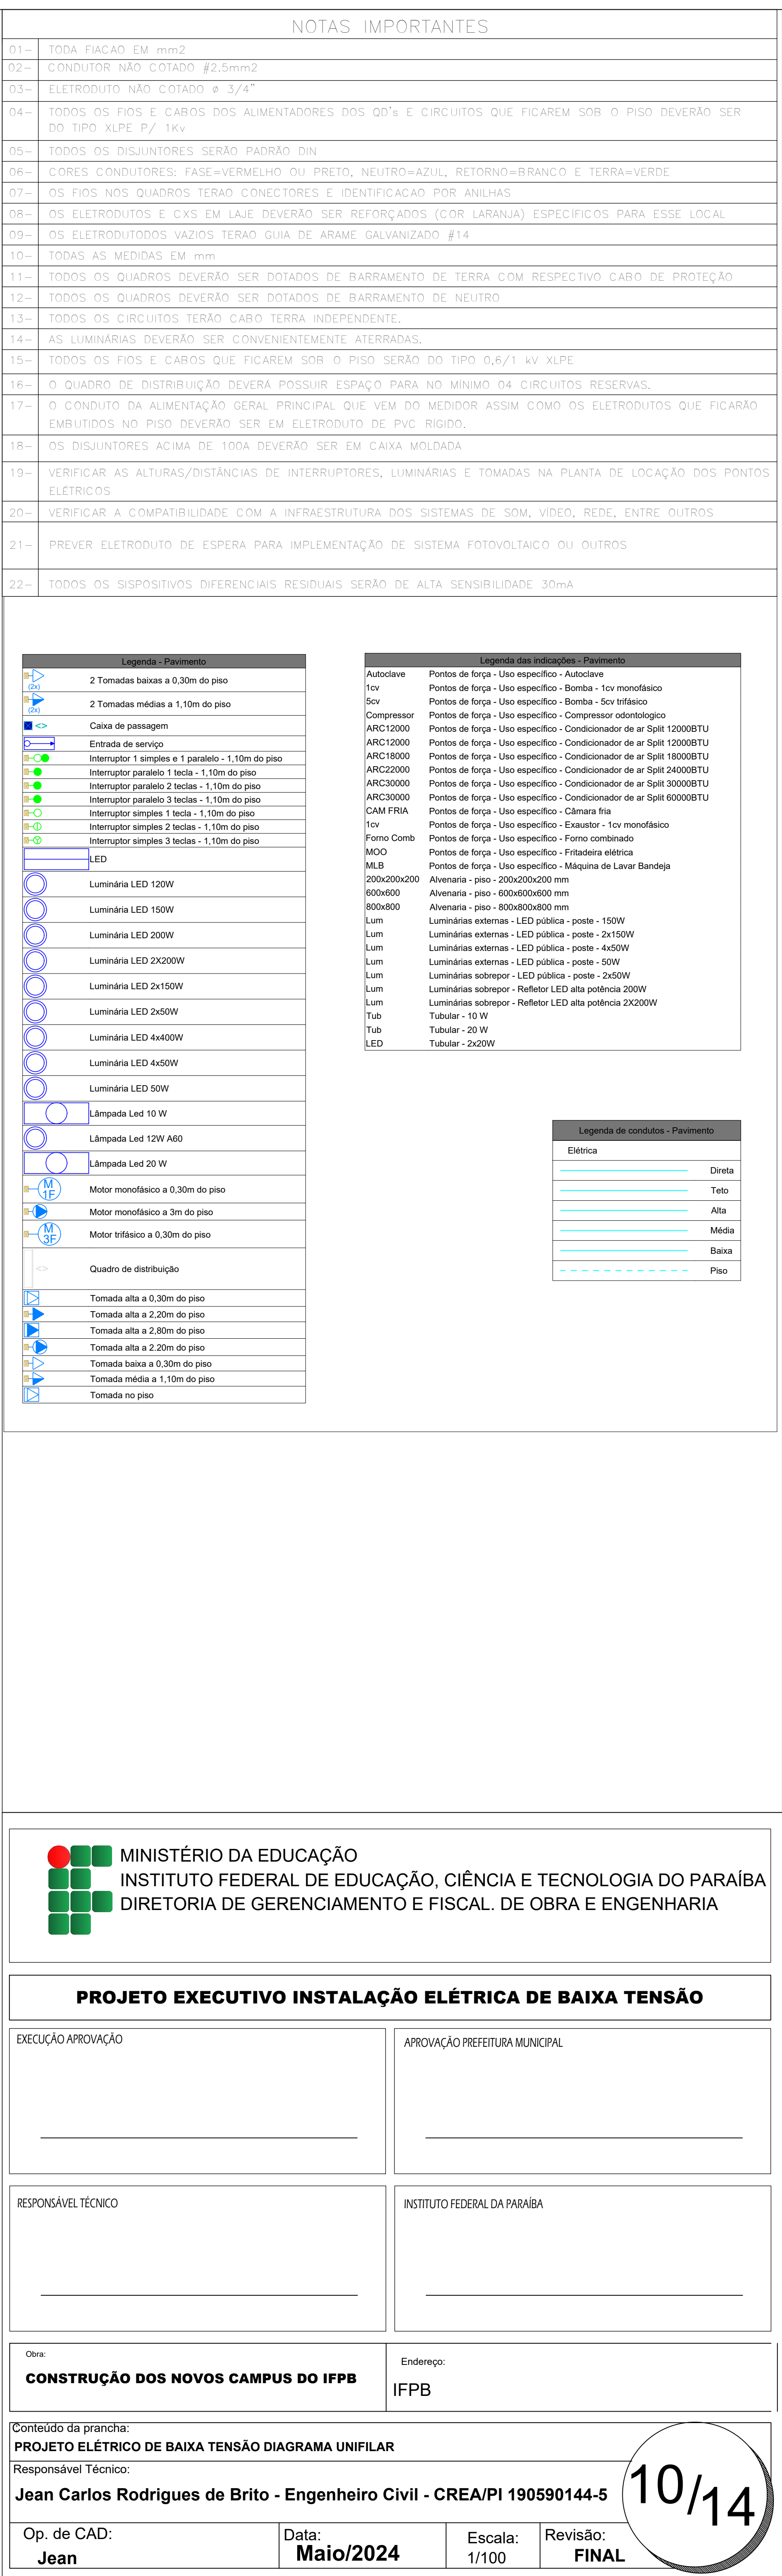 NOTAS IMPORTANTES
01- TODA FIACAO EM mm2
02- CONDUTOR NÃO COTADO #2,5mm2
03- ELETRODUTO NÃO COTADO ø 3/4"
04- TODOS OS FIOS E CABOS DOS ALIMENTADORES DOS QD's E CIRCUITOS QUE FICAREM SOB O PISO DEVERÃO SER
DO TIPO XLPE P/ 1Kv
05- TODOS OS DISJUNTORES SERÃO PADRÃO DIN
06- CORES CONDUTORES: FASE=VERMELHO OU PRETO, NEUTRO=AZUL, RETORNO=BRANCO E TERRA=VERDE
07- OS FIOS NOS QUADROS TERAO CONECTORES E IDENTIFICACAO POR ANILHAS
08- OS ELETRODUTOS E CXS EM LAJE DEVERÃO SER REFORÇADOS (COR LARANJA) ESPECÍFICOS PARA ESSE LOCAL
09- OS ELETRODUTODOS VAZIOS TERAO GUIA DE ARAME GALVANIZADO #14
10- TODAS AS MEDIDAS EM mm
11- TODOS OS QUADROS DEVERÃO SER DOTADOS DE BARRAMENTO DE TERRA COM RESPECTIVO CABO DE PROTEÇÃO
12- TODOS OS QUADROS DEVERÃO SER DOTADOS DE BARRAMENTO DE NEUTRO
13- TODOS OS CIRCUITOS TERÃO CABO TERRA INDEPENDENTE.
14- AS LUMINÁRIAS DEVERÃO SER CONVENIENTEMENTE ATERRADAS.
15- TODOS OS FIOS E CABOS QUE FICAREM SOB O PISO SERÃO DO TIPO 0,6/1 kV XLPE
16- O QUADRO DE DISTRIBUIÇÃO DEVERÁ POSSUIR ESPAÇO PARA NO MÍNIMO 04 CIRCUITOS RESERVAS.
17- O CONDUTO DA ALIMENTAÇÃO GERAL PRINCIPAL QUE VEM DO MEDIDOR ASSIM COMO OS ELETRODUTOS QUE FICARÃO
EMBUTIDOS NO PISO DEVERÃO SER EM ELETRODUTO DE PVC RÍGIDO.
18- OS DISJUNTORES ACIMA DE 100A DEVERÃO SER EM CAIXA MOLDADA
19- VERIFICAR AS ALTURAS/DISTÂNCIAS DE INTERRUPTORES, LUMINÁRIAS E TOMADAS NA PLANTA DE LOCAÇÃO DOS PONTOS
ELÉTRICOS
20- VERIFICAR A COMPATIBILIDADE COM A INFRAESTRUTURA DOS SISTEMAS DE SOM, VÍDEO, REDE, ENTRE OUTROS
21- PREVER ELETRODUTO DE ESPERA PARA IMPLEMENTAÇÃO DE SISTEMA FOTOVOLTAICO OU OUTROS
22- TODOS OS SISPOSITIVOS DIFERENCIAIS RESIDUAIS SERÃO DE ALTA SENSIBILIDADE 30mA
Legenda - Pavimento
(2x) 2 Tomadas baixas a 0,30m do piso
(2x) 2 Tomadas médias a 1,10m do piso
<> Caixa de passagem
Entrada de serviço
Interruptor 1 simples e 1 paralelo - 1,10m do piso
Interruptor paralelo 1 tecla - 1,10m do piso
Interruptor paralelo 2 teclas - 1,10m do piso
Interruptor paralelo 3 teclas - 1,10m do piso
Interruptor simples 1 tecla - 1,10m do piso
Interruptor simples 2 teclas - 1,10m do piso
Interruptor simples 3 teclas - 1,10m do piso
LED
Luminária LED 120W
Luminária LED 150W
Luminária LED 200W
Luminária LED 2X200W
Luminária LED 2x150W
Luminária LED 2x50W
Luminária LED 4x400W
Luminária LED 4x50W
Luminária LED 50W
Lâmpada Led 10 W
Lâmpada Led 12W A60
Lâmpada Led 20 W
M 1F Motor monofásico a 0,30m do piso
Motor monofásico a 3m do piso
M 3F Motor trifásico a 0,30m do piso
<> Quadro de distribuição
Tomada alta a 0,30m do piso
Tomada alta a 2,20m do piso
Tomada alta a 2,80m do piso
Tomada alta a 2.20m do piso
Tomada baixa a 0,30m do piso
Tomada média a 1,10m do piso
Tomada no piso
Legenda das indicações - Pavimento
Autoclave Pontos de força - Uso específico - Autoclave
1cv Pontos de força - Uso específico - Bomba - 1cv monofásico
5cv Pontos de força - Uso específico - Bomba - 5cv trifásico
Compressor Pontos de força - Uso específico - Compressor odontologico
ARC12000 Pontos de força - Uso específico - Condicionador de ar Split 12000BTU
ARC12000 Pontos de força - Uso específico - Condicionador de ar Split 12000BTU
ARC18000 Pontos de força - Uso específico - Condicionador de ar Split 18000BTU
ARC22000 Pontos de força - Uso específico - Condicionador de ar Split 24000BTU
ARC30000 Pontos de força - Uso específico - Condicionador de ar Split 30000BTU
ARC30000 Pontos de força - Uso específico - Condicionador de ar Split 60000BTU
CAM FRIA Pontos de força - Uso específico - Câmara fria
1cv Pontos de força - Uso específico - Exaustor - 1cv monofásico
Forno Comb Pontos de força - Uso específico - Forno combinado
MOO Pontos de força - Uso específico - Fritadeira elétrica
MLB Pontos de força - Uso específico - Máquina de Lavar Bandeja
200x200x200 Alvenaria - piso - 200x200x200 mm
600x600 Alvenaria - piso - 600x600x600 mm
800x800 Alvenaria - piso - 800x800x800 mm
Lum Luminárias externas - LED pública - poste - 150W
Lum Luminárias externas - LED pública - poste - 2x150W
Lum Luminárias externas - LED pública - poste - 4x50W
Lum Luminárias externas - LED pública - poste - 50W
Lum Luminárias sobrepor - LED pública - poste - 2x50W
Lum Luminárias sobrepor - Refletor LED alta potência 200W
Lum Luminárias sobrepor - Refletor LED alta potência 2X200W
Tub Tubular - 10 W
Tub Tubular - 20 W
LED Tubular - 2x20W
Legenda de condutos - Pavimento
Elétrica
Direta
Teto
Alta
Média
Baixa
Piso
MINISTÉRIO DA EDUCAÇÃO
INSTITUTO FEDERAL DE EDUCAÇÃO, CIÊNCIA E TECNOLOGIA DO PARAÍBA
DIRETORIA DE GERENCIAMENTO E FISCAL. DE OBRA E ENGENHARIA
PROJETO EXECUTIVO INSTALAÇÃO ELÉTRICA DE BAIXA TENSÃO
EXECUÇÃO APROVAÇÃO
APROVAÇÃO PREFEITURA MUNICIPAL
RESPONSÁVEL TÉCNICO
INSTITUTO FEDERAL DA PARAÍBA
Obra:
CONSTRUÇÃO DOS NOVOS CAMPUS DO IFPB
Endereço:
IFPB
Conteúdo da prancha:
PROJETO ELÉTRICO DE BAIXA TENSÃO DIAGRAMA UNIFILAR
Responsável Técnico:
Jean Carlos Rodrigues de Brito - Engenheiro Civil - CREA/PI 190590144-5
10/14
Op. de CAD:
Jean
Data:
Maio/2024
Escala:
1/100
Revisão:
FINAL